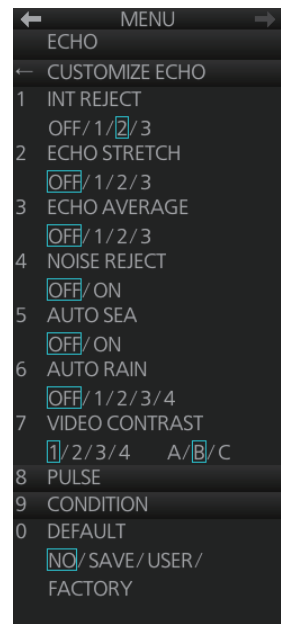 ← MENU →
ECHO
← CUSTOMIZE ECHO
1 INT REJECT
OFF/1/2/3
2 ECHO STRETCH
OFF/1/2/3
3 ECHO AVERAGE
OFF/1/2/3
4 NOISE REJECT
OFF/ON
5 AUTO SEA
OFF/ON
6 AUTO RAIN
OFF/1/2/3/4
7 VIDEO CONTRAST
1/2/3/4 A/B/C
8 PULSE
9 CONDITION
0 DEFAULT
NO/SAVE/USER/
FACTORY